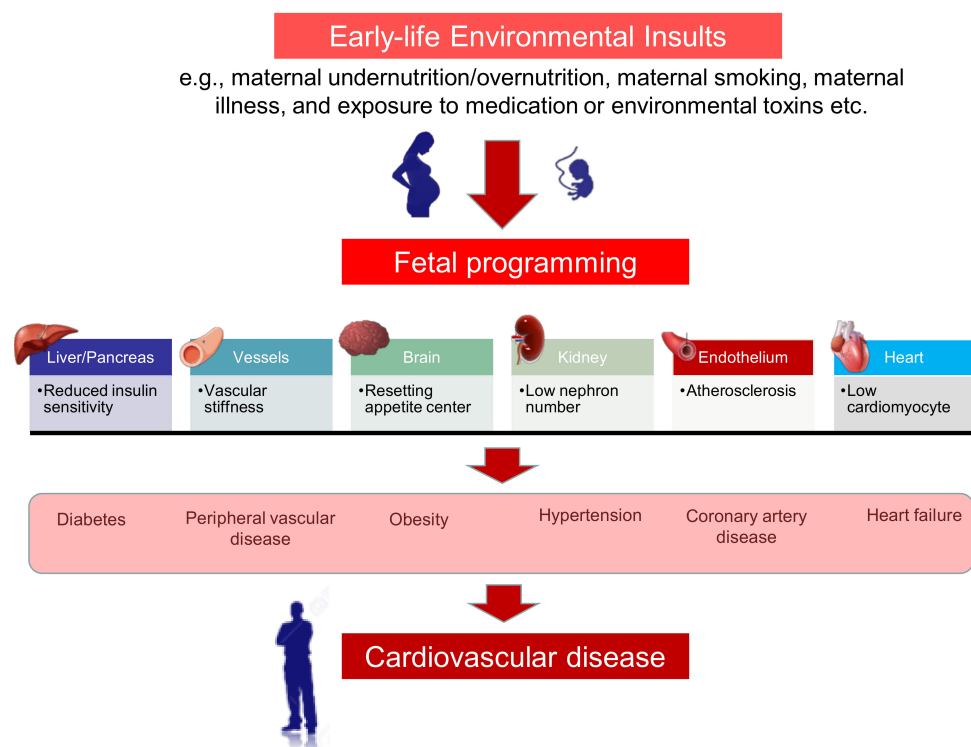 Early-life Environmental Insults
e.g., maternal undernutrition/overnutrition, maternal smoking, maternal
illness, and exposure to medication or environmental toxins etc.
Fetal programming
Liver/Pancreas
•Reduced insulin
sensitivity
Vessels
•Vascular
stiffness
Brain
•Resetting
appetite center
Kidney
•Low nephron
number
Endothelium
•Atherosclerosis
Heart
•Low
cardiomyocyte
Diabetes
Peripheral vascular
disease
Obesity
Hypertension
Coronary artery
disease
Heart failure
Cardiovascular disease